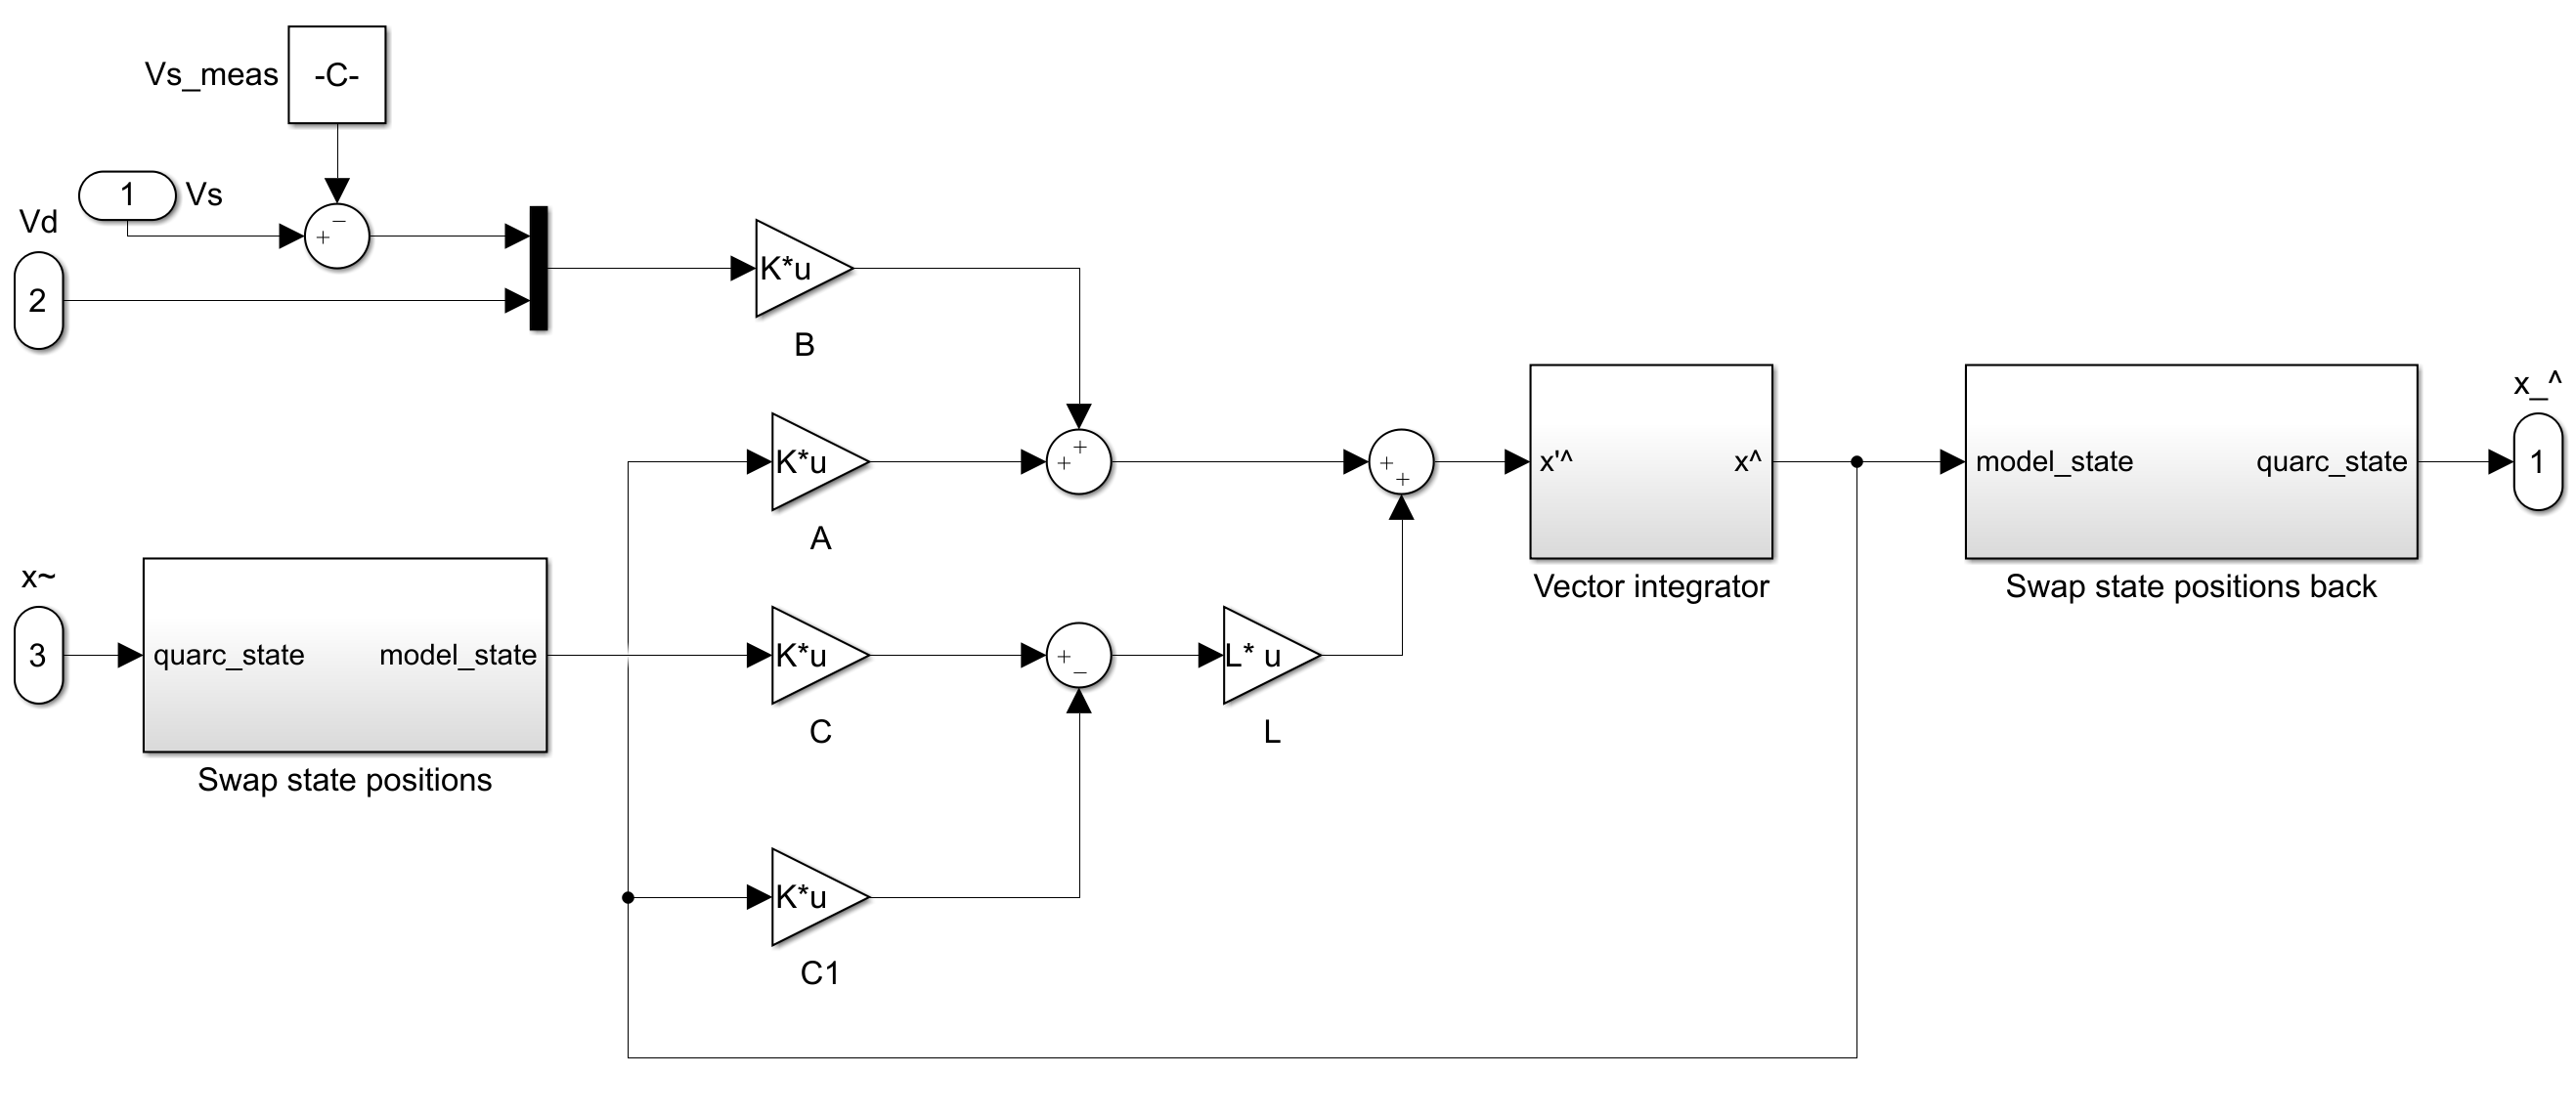 Vs_meas
-C-
1
Vs
−
+
Vd
2
K*u
B
K*u
A
+
+
+
+
x'^
x^
Vector integrator
model_state
quarc_state
Swap state positions back
x_^
1
x~
3
quarc_state
model_state
Swap state positions
K*u
C
+
−
L* u
L
K*u
C1